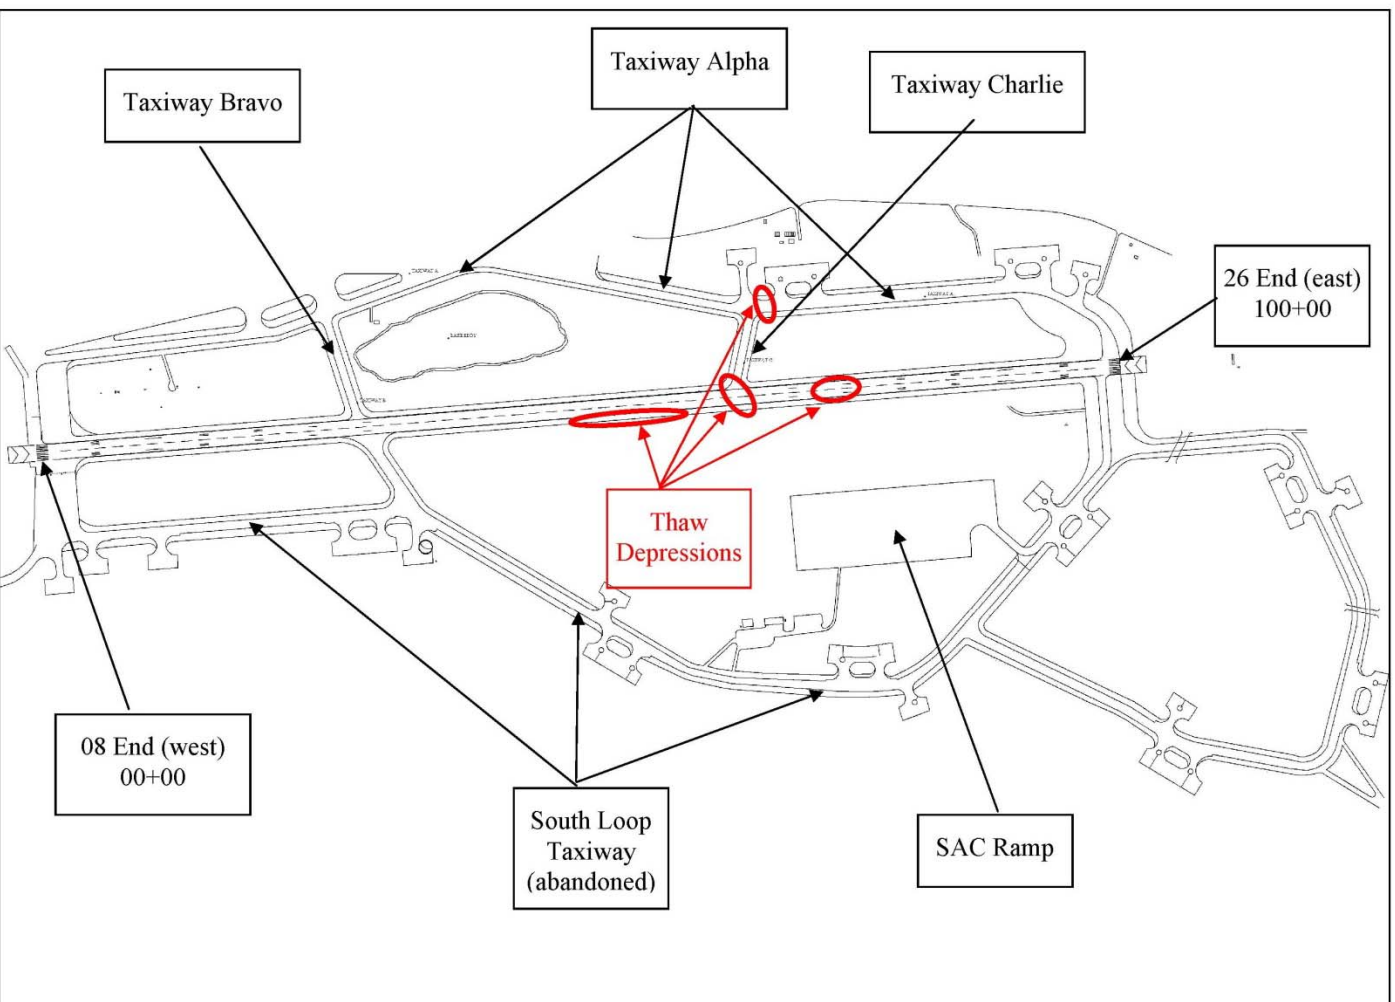 Taxiway Alpha
Taxiway Charlie
Taxiway Bravo
26 End (east)
100+00
Thaw
Depressions
08 End (west)
00+00
South Loop
Taxiway
(abandoned)
SAC Ramp